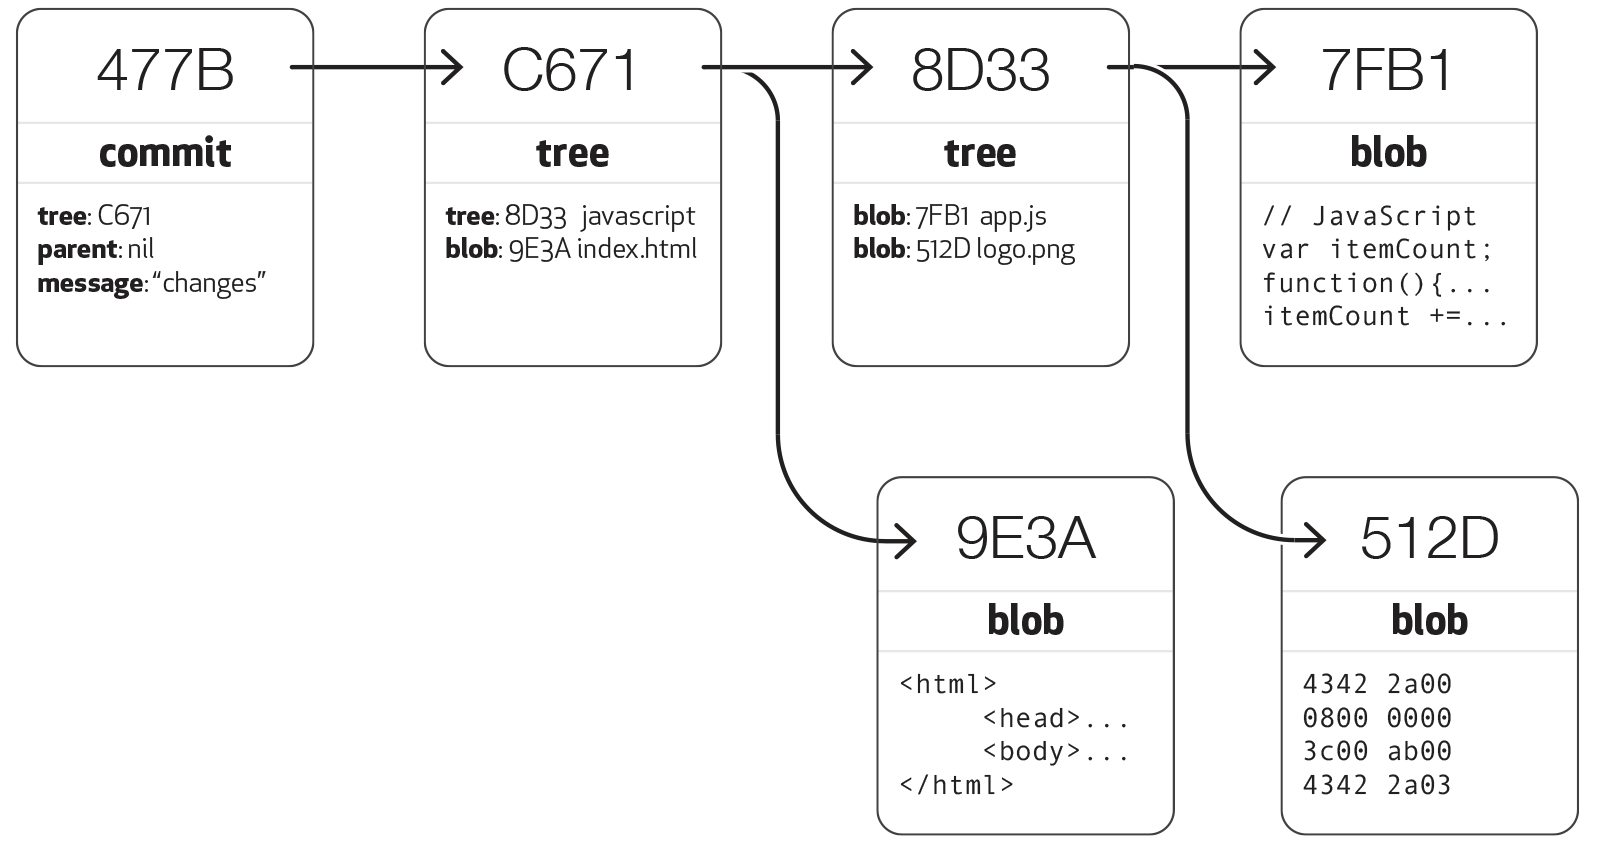 477B
commit
tree: C671
parent: nil
message: “changes”
C671
tree
tree: 8D33 javascript
blob: 9E3A index.html
8D33
tree
blob: 7FB1 app.js
blob: 512D logo.png
7FB1
blob
// JavaScript
var itemCount;
function(){...
itemCount +=...
9E3A
blob
<html>
<head>...
<body>...
</html>
512D
blob
4342 2a00
0800 0000
3c00 ab00
4342 2a03